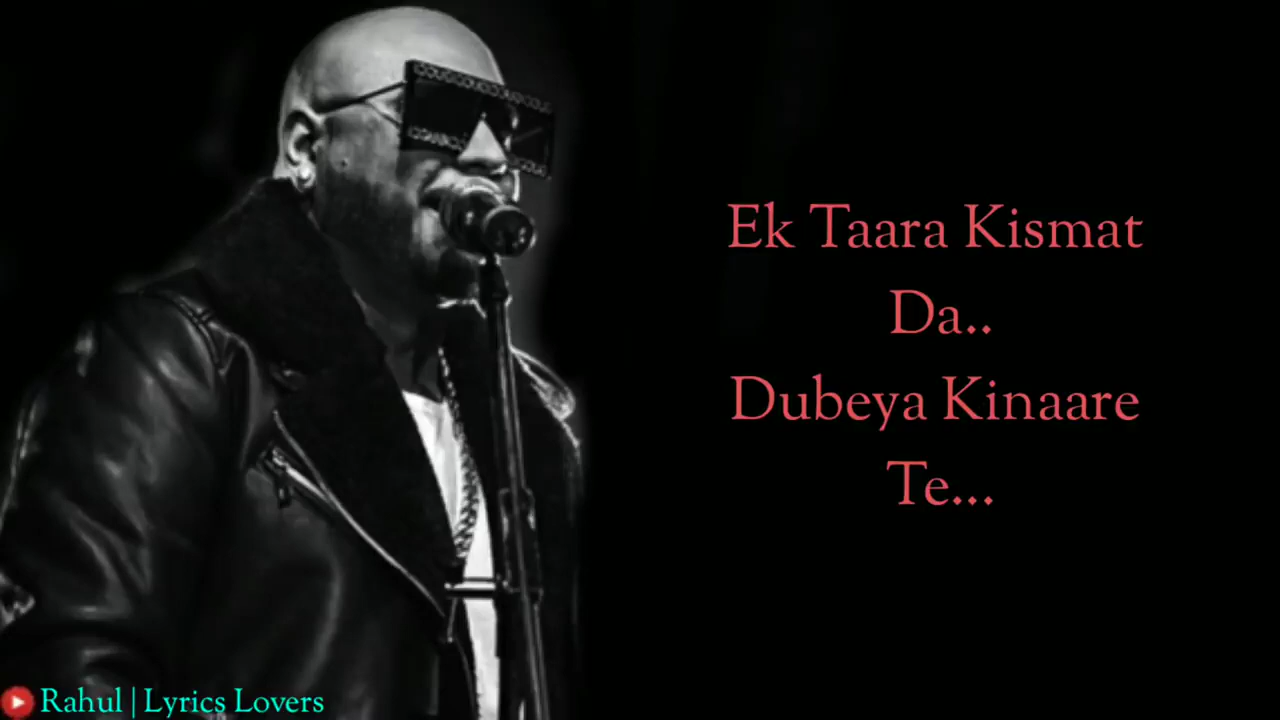 Ek Taara Kismat
Da..
Dubeya Kinaare
Te...
Rahul | Lyrics Lovers